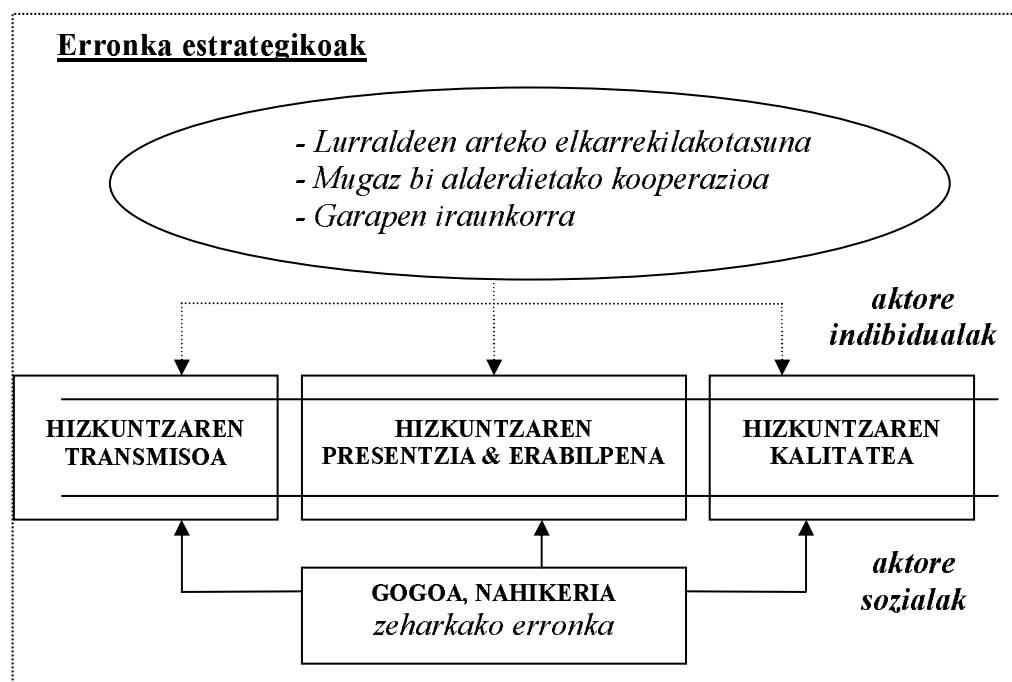 Erronka estrategikoak
- Lurraldeen arteko elkarrekilakotasuna
- Mugaz bi alderdietako kooperazioa
- Garapen iraunkorra
aktore
indibidualak
HIZKUNTZAREN
TRANSMISOA
HIZKUNTZAREN
PRESENTZIA & ERABILPENA
HIZKUNTZAREN
KALITATEA
GOGOA, NAHIKERIA
zeharkako erronka
aktore
sozialak